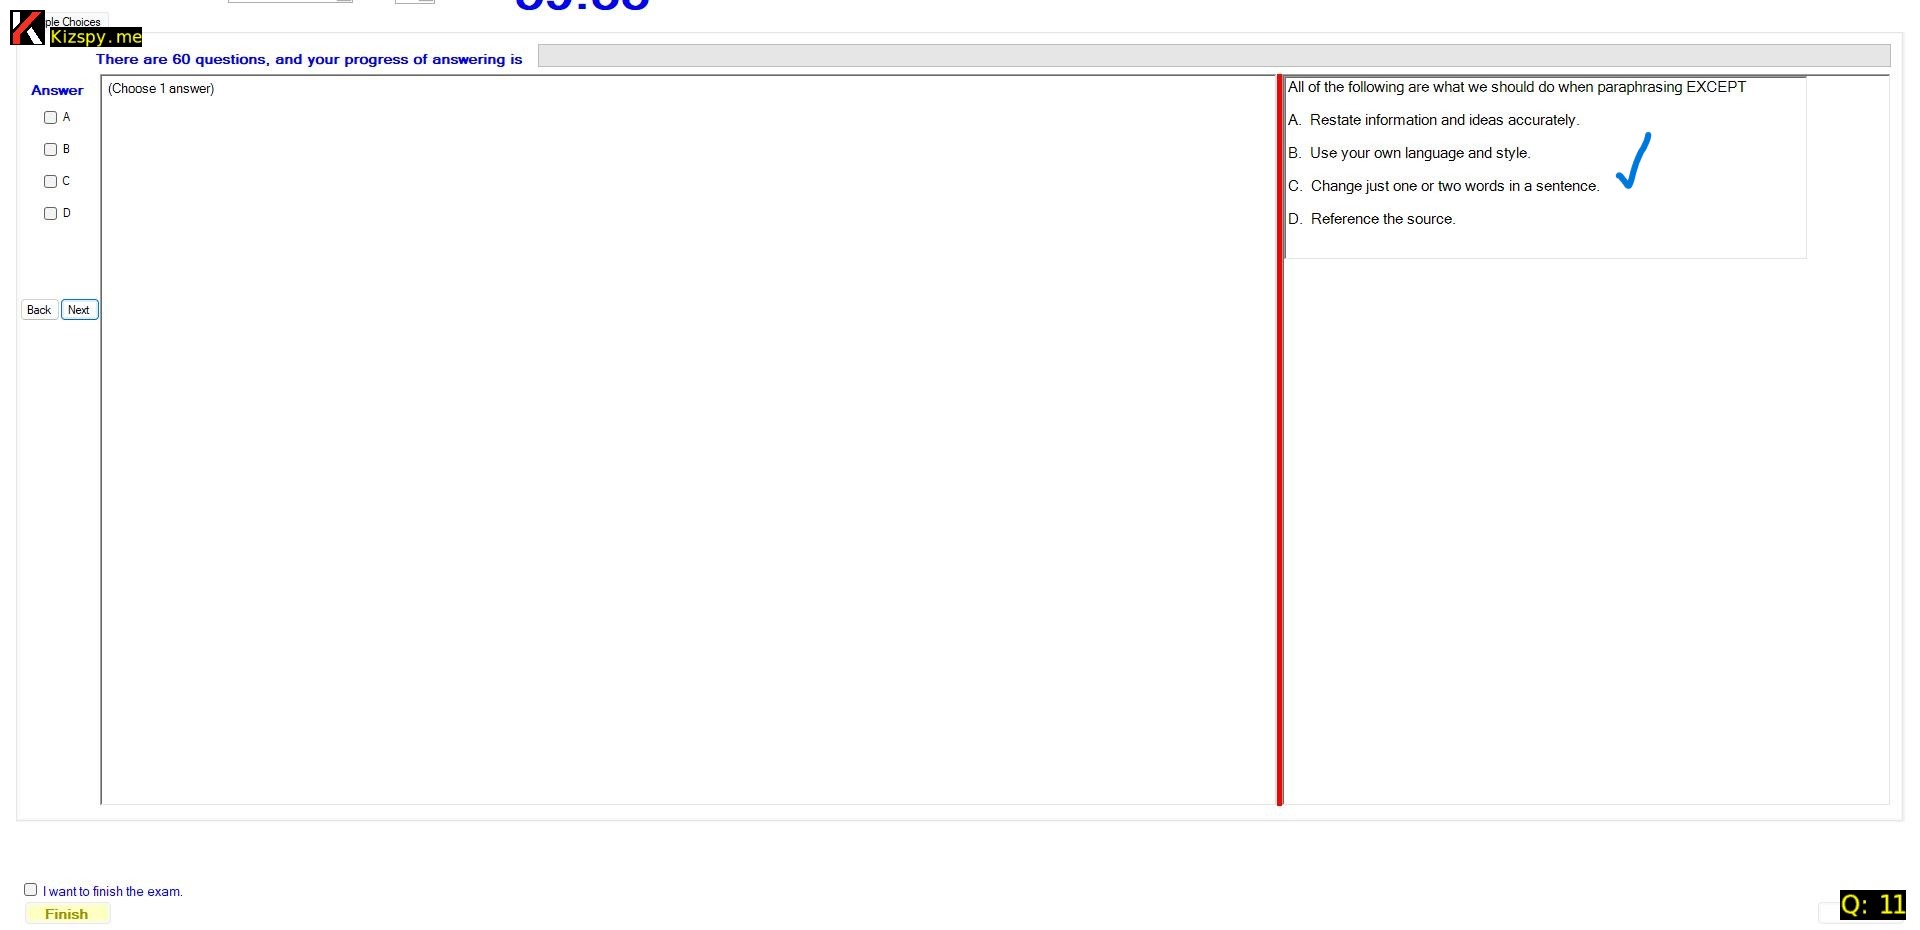 ple Choices
Kizspy.me
There are 60 questions, and your progress of answering is
Answer
(Choose 1 answer)
A
B
C
D
Back
Next
All of the following are what we should do when paraphrasing EXCEPT
A. Restate information and ideas accurately.
B. Use your own language and style.
C. Change just one or two words in a sentence.
D. Reference the source.
I want to finish the exam.
Finish
Q: 11